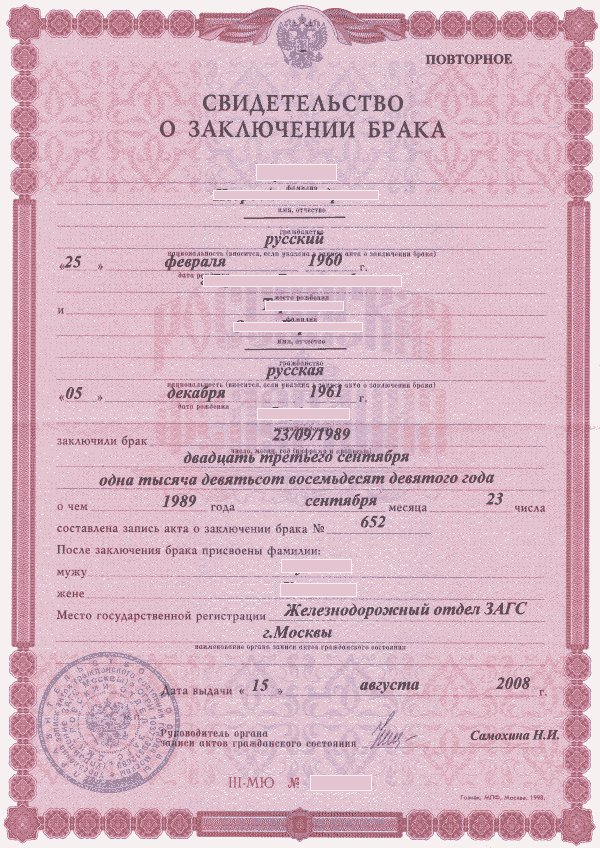 ПОВТОРНОЕ
СВИДЕТЕЛЬСТВО
О ЗАКЛЮЧЕНИИ БРАКА
фамилия
имя, отчество
гражданство
русский
национальность (вносится, если указана в записи акта о заключении брака)
«25 » февраля 1960 г.
дата рождения
место рождения
и
фамилия
имя, отчество
гражданство
русская
национальность (вносится, если указана в записи акта о заключении брака)
«05 » декабря 1961 г.
дата рождения
заключили брак 23/09/1989
число, месяц, год (цифрами и прописью)
двадцать третьего сентября
одна тысяча девятьсот восемьдесят девятого года
о чем 1989 года сентября месяца 23 числа
составлена запись акта о заключении брака № 652
После заключения брака присвоены фамилии:
мужу
жене
Место государственной регистрации Железнодорожный отдел ЗАГС
г.Москвы
наименование органа записи актов гражданского состояния
Дата выдачи « 15 » августа 2008 г.
Руководитель органа
записи актов гражданского состояния Самохина Н.И.
III-МЮ №
Гознак, МПФ, Москва, 1998.